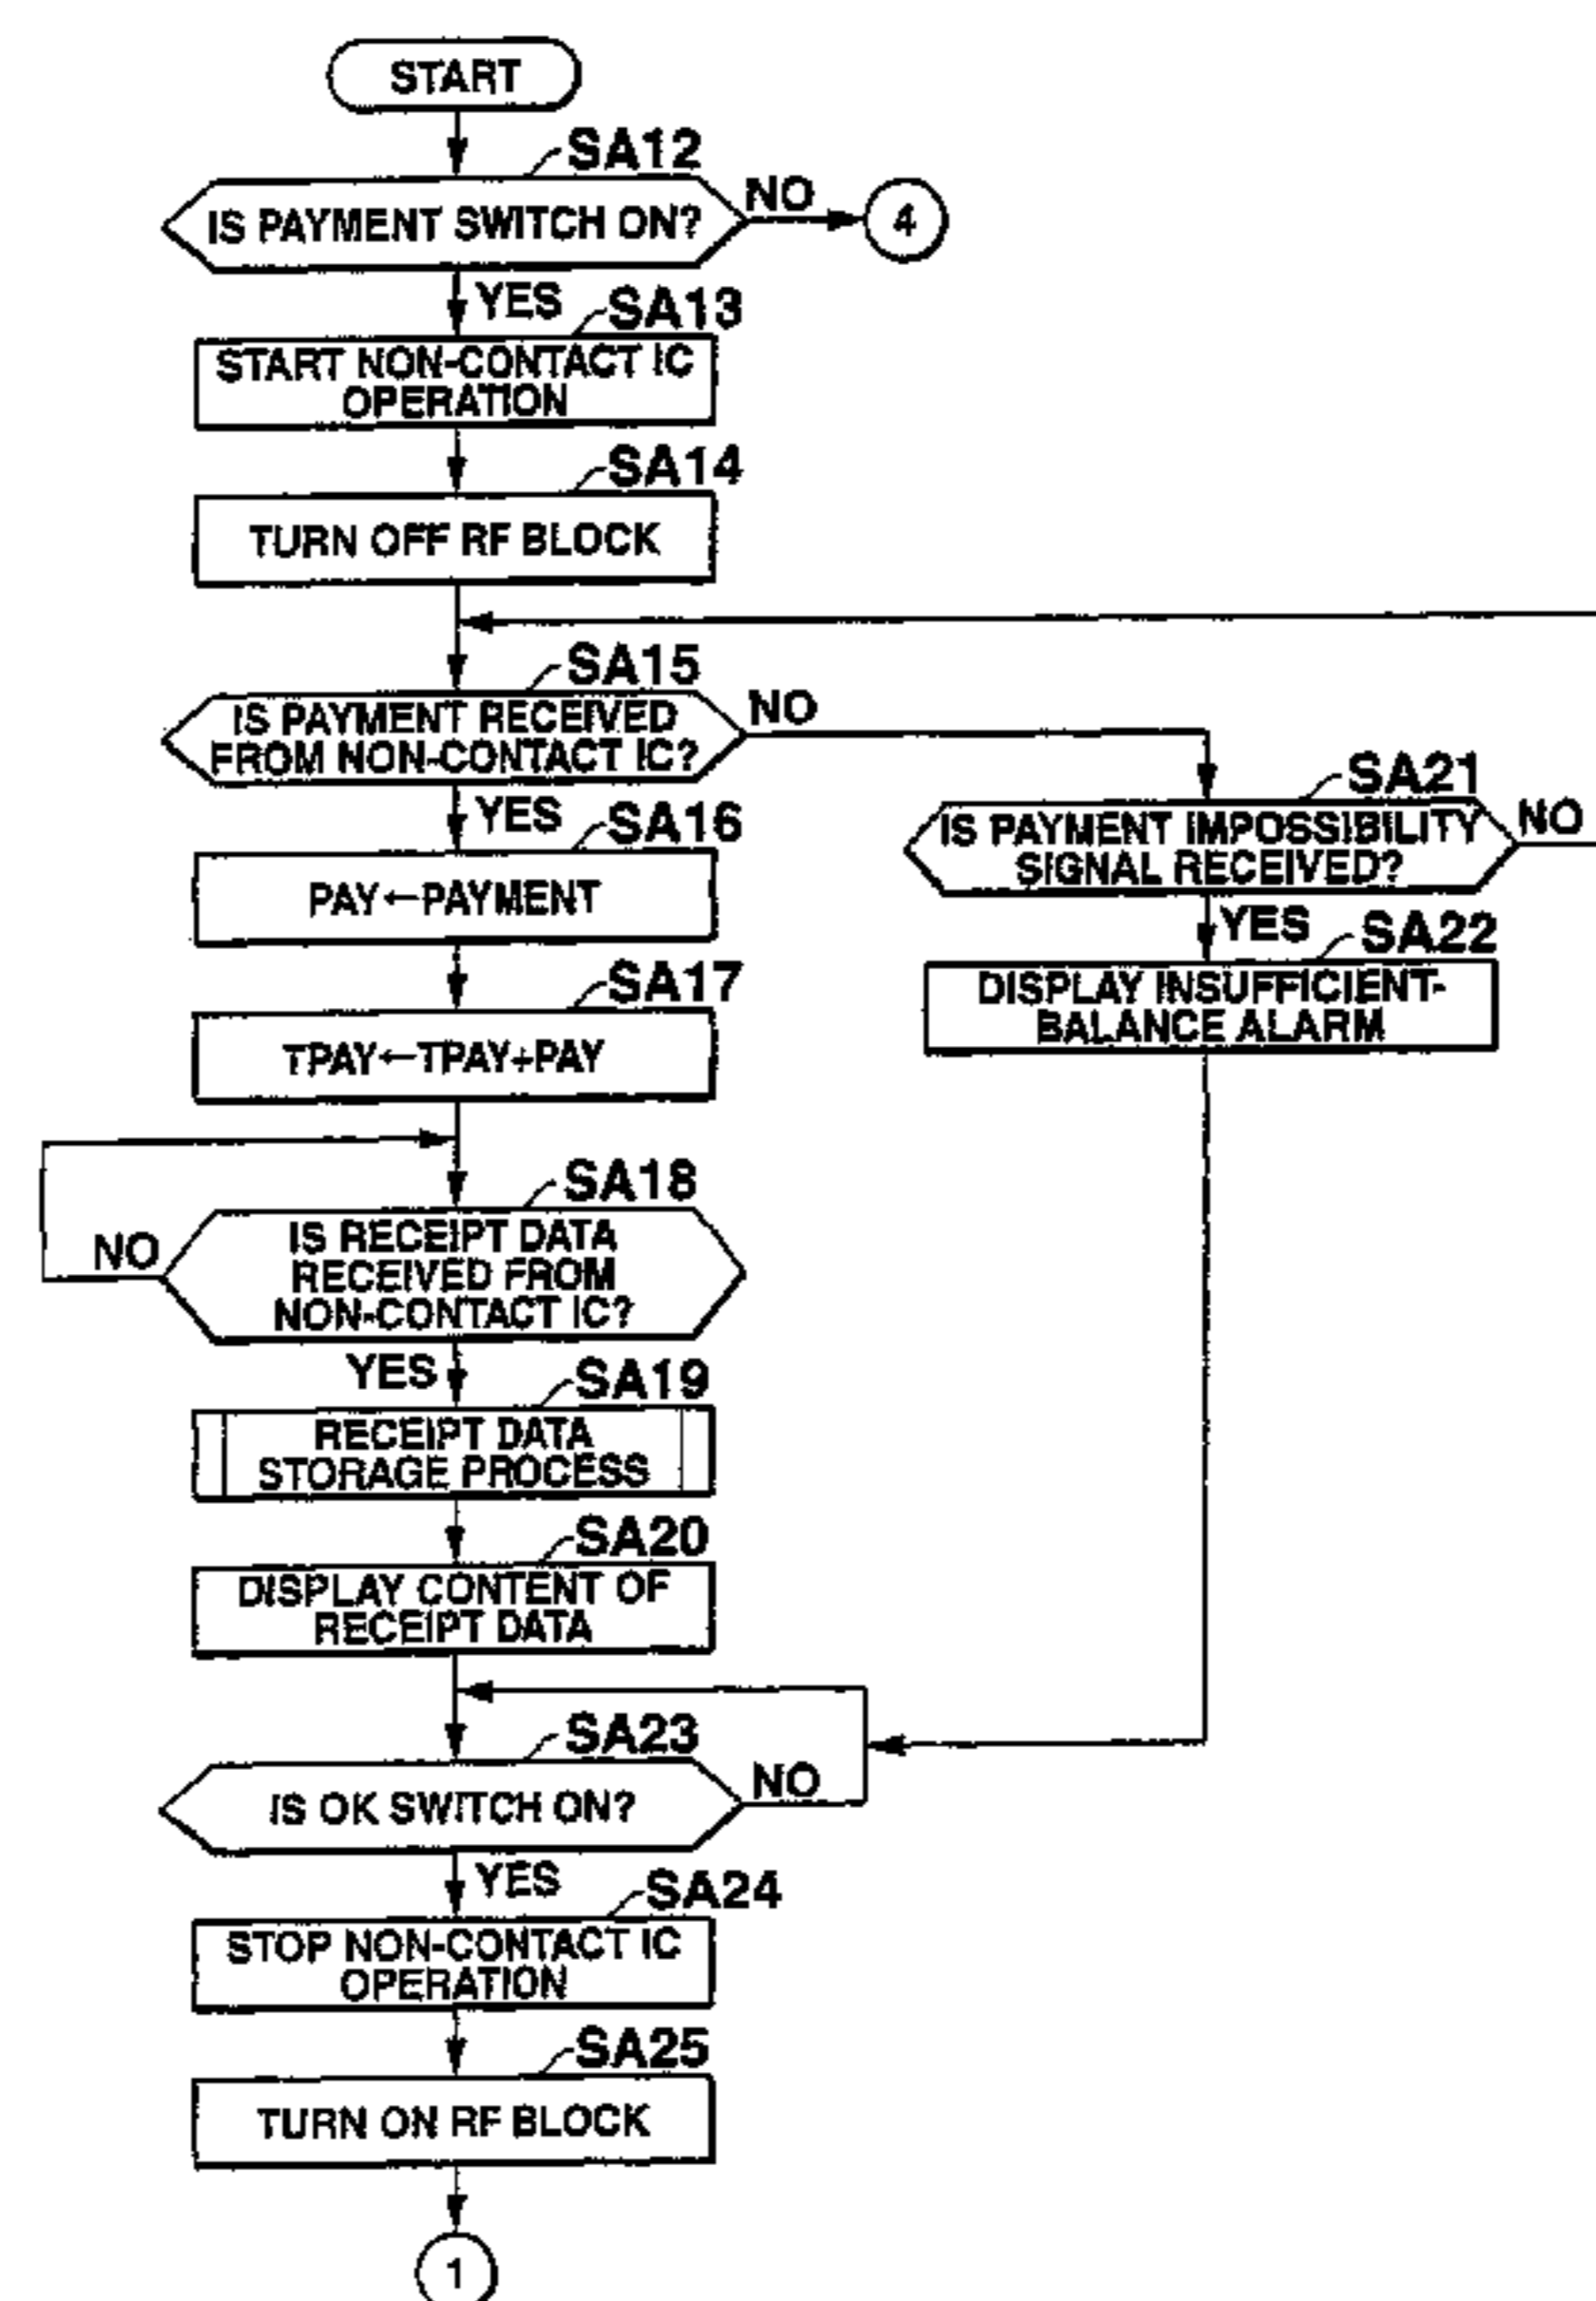 START
SA12
IS PAYMENT SWITCH ON?
NO
4
YES
SA13
START NON-CONTACT IC
OPERATION
SA14
TURN OFF RF BLOCK
SA15
IS PAYMENT RECEIVED
FROM NON-CONTACT IC?
NO
YES
SA16
PAY←PAYMENT
SA17
TPAY←TPAY+PAY
SA21
IS PAYMENT IMPOSSIBILITY
SIGNAL RECEIVED?
NO
YES
SA22
DISPLAY INSUFFICIENT-
BALANCE ALARM
SA18
IS RECEIPT DATA
RECEIVED FROM
NON-CONTACT IC?
NO
YES
SA19
RECEIPT DATA
STORAGE PROCESS
SA20
DISPLAY CONTENT OF
RECEIPT DATA
SA23
IS OK SWITCH ON?
NO
YES
SA24
STOP NON-CONTACT IC
OPERATION
SA25
TURN ON RF BLOCK
1